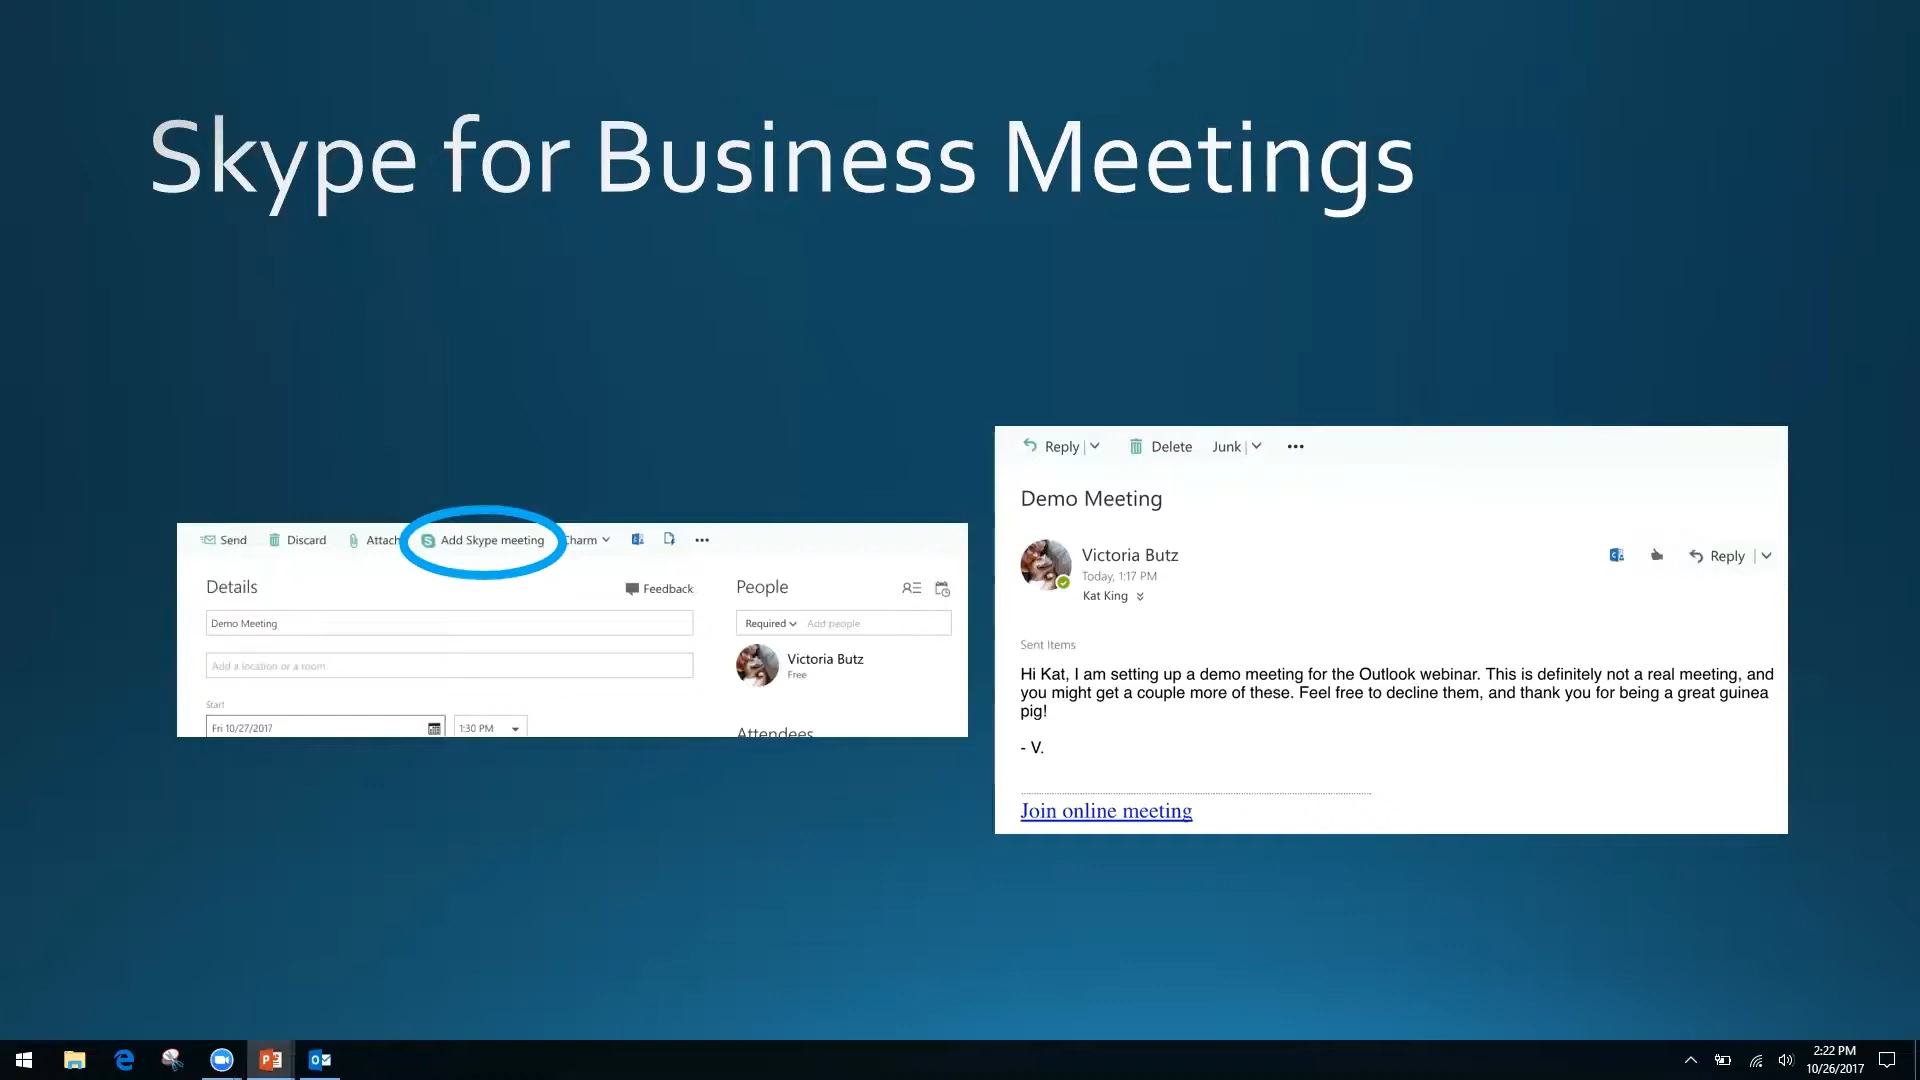 Skype for Business Meetings
Send Discard Attach Add Skype meeting Charm
Details Feedback People
Demo Meeting
Required Add people
Add a location or a room
Victoria Butz
Free
Start
Fri 10/27/2017 1:30 PM
Attendees
Reply Delete Junk
Demo Meeting
Victoria Butz
Today, 1:17 PM
Kat King
Reply
Sent Items
Hi Kat, I am setting up a demo meeting for the Outlook webinar. This is definitely not a real meeting, and
you might get a couple more of these. Feel free to decline them, and thank you for being a great guinea
pig!
- V.
Join online meeting
2:22 PM
10/26/2017